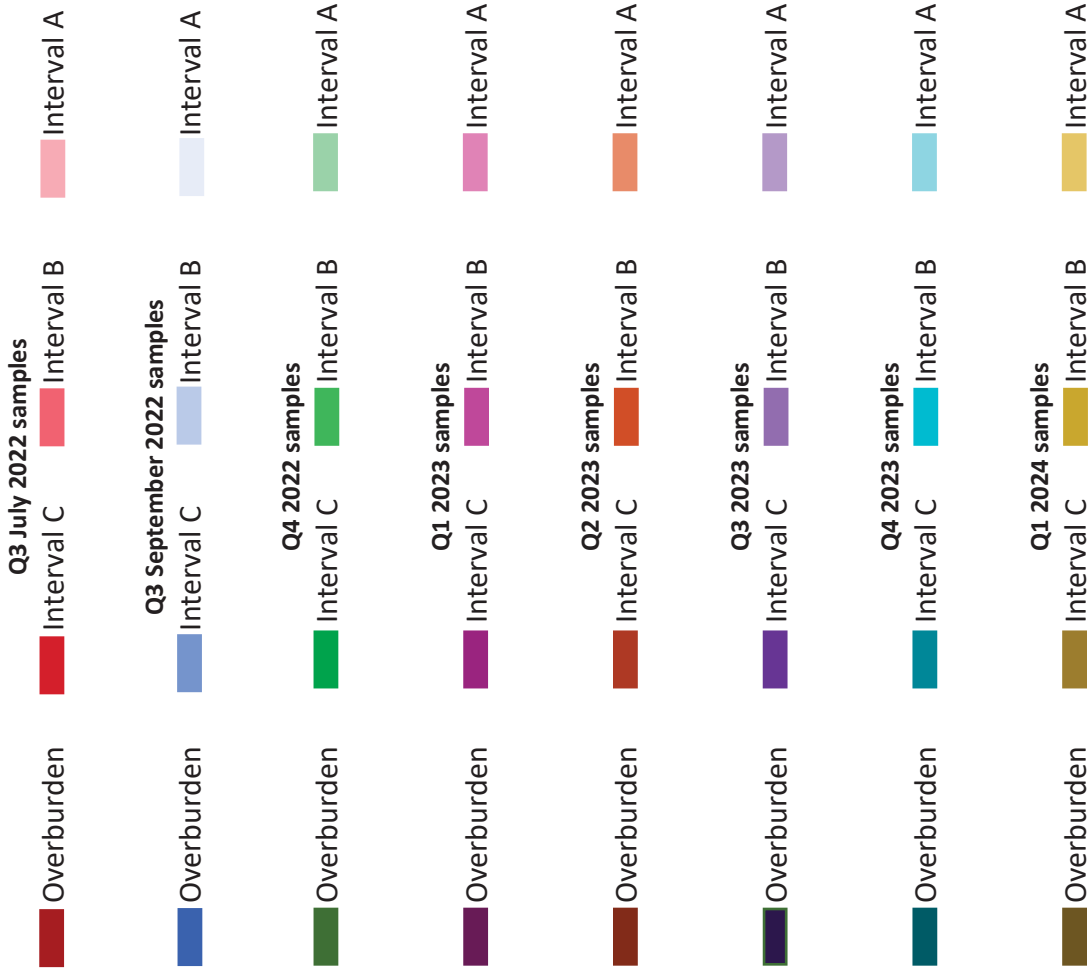 Q3 July 2022 samples
Overburden Interval C Interval B Interval A
Q3 September 2022 samples
Overburden Interval C Interval B Interval A
Q4 2022 samples
Overburden Interval C Interval B Interval A
Q1 2023 samples
Overburden Interval C Interval B Interval A
Q2 2023 samples
Overburden Interval C Interval B Interval A
Q3 2023 samples
Overburden Interval C Interval B Interval A
Q4 2023 samples
Overburden Interval C Interval B Interval A
Q1 2024 samples
Overburden Interval C Interval B Interval A